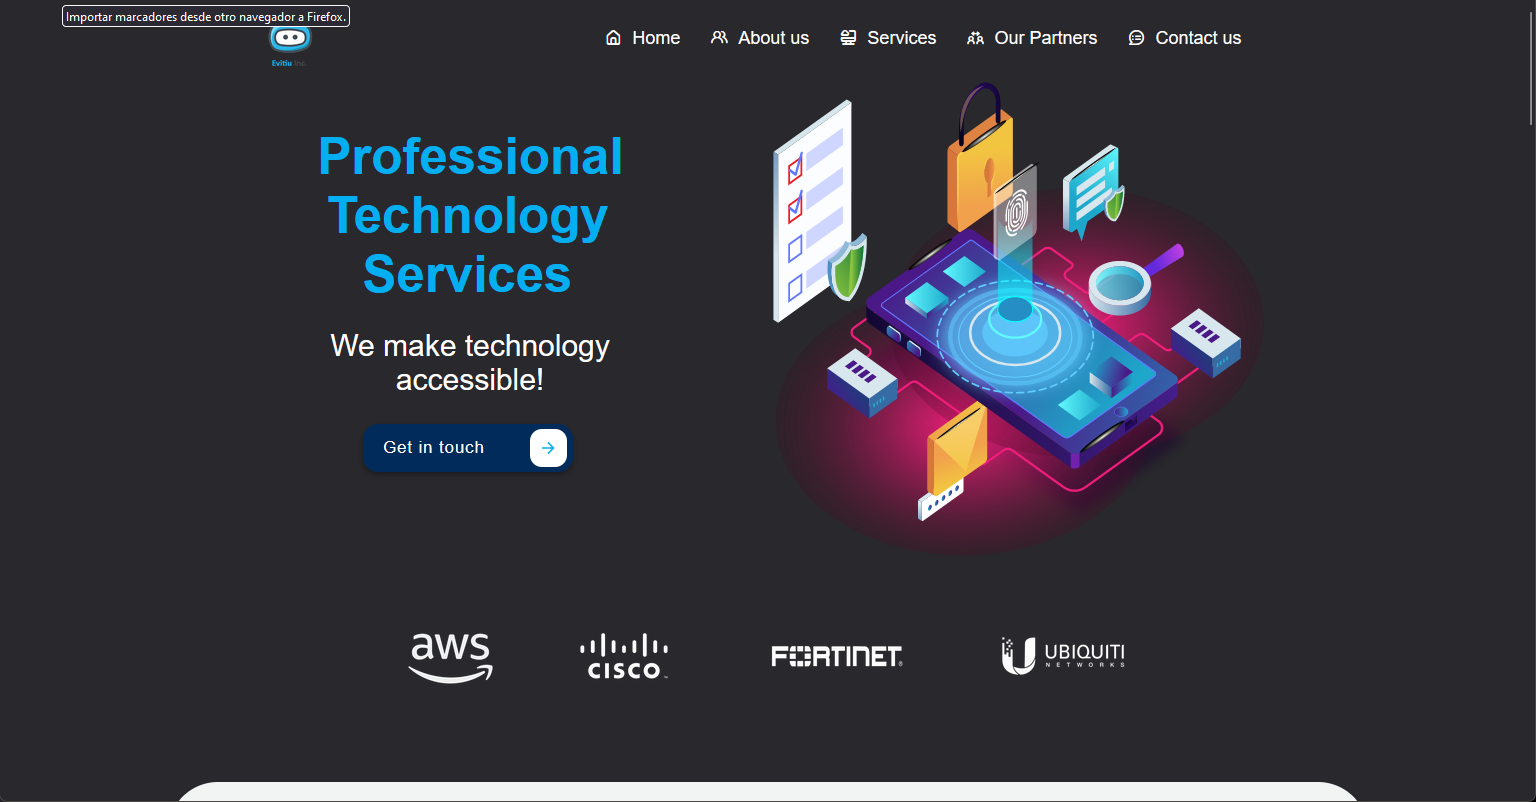 Importar marcadores desde otro navegador a Firefox.
Evitiu Inc.
Home
About us
Services
Our Partners
Contact us
Professional
Technology
Services
We make technology
accessible!
Get in touch
aws
CISCO
FORTINET®
UBIQUITI
NETWORKS